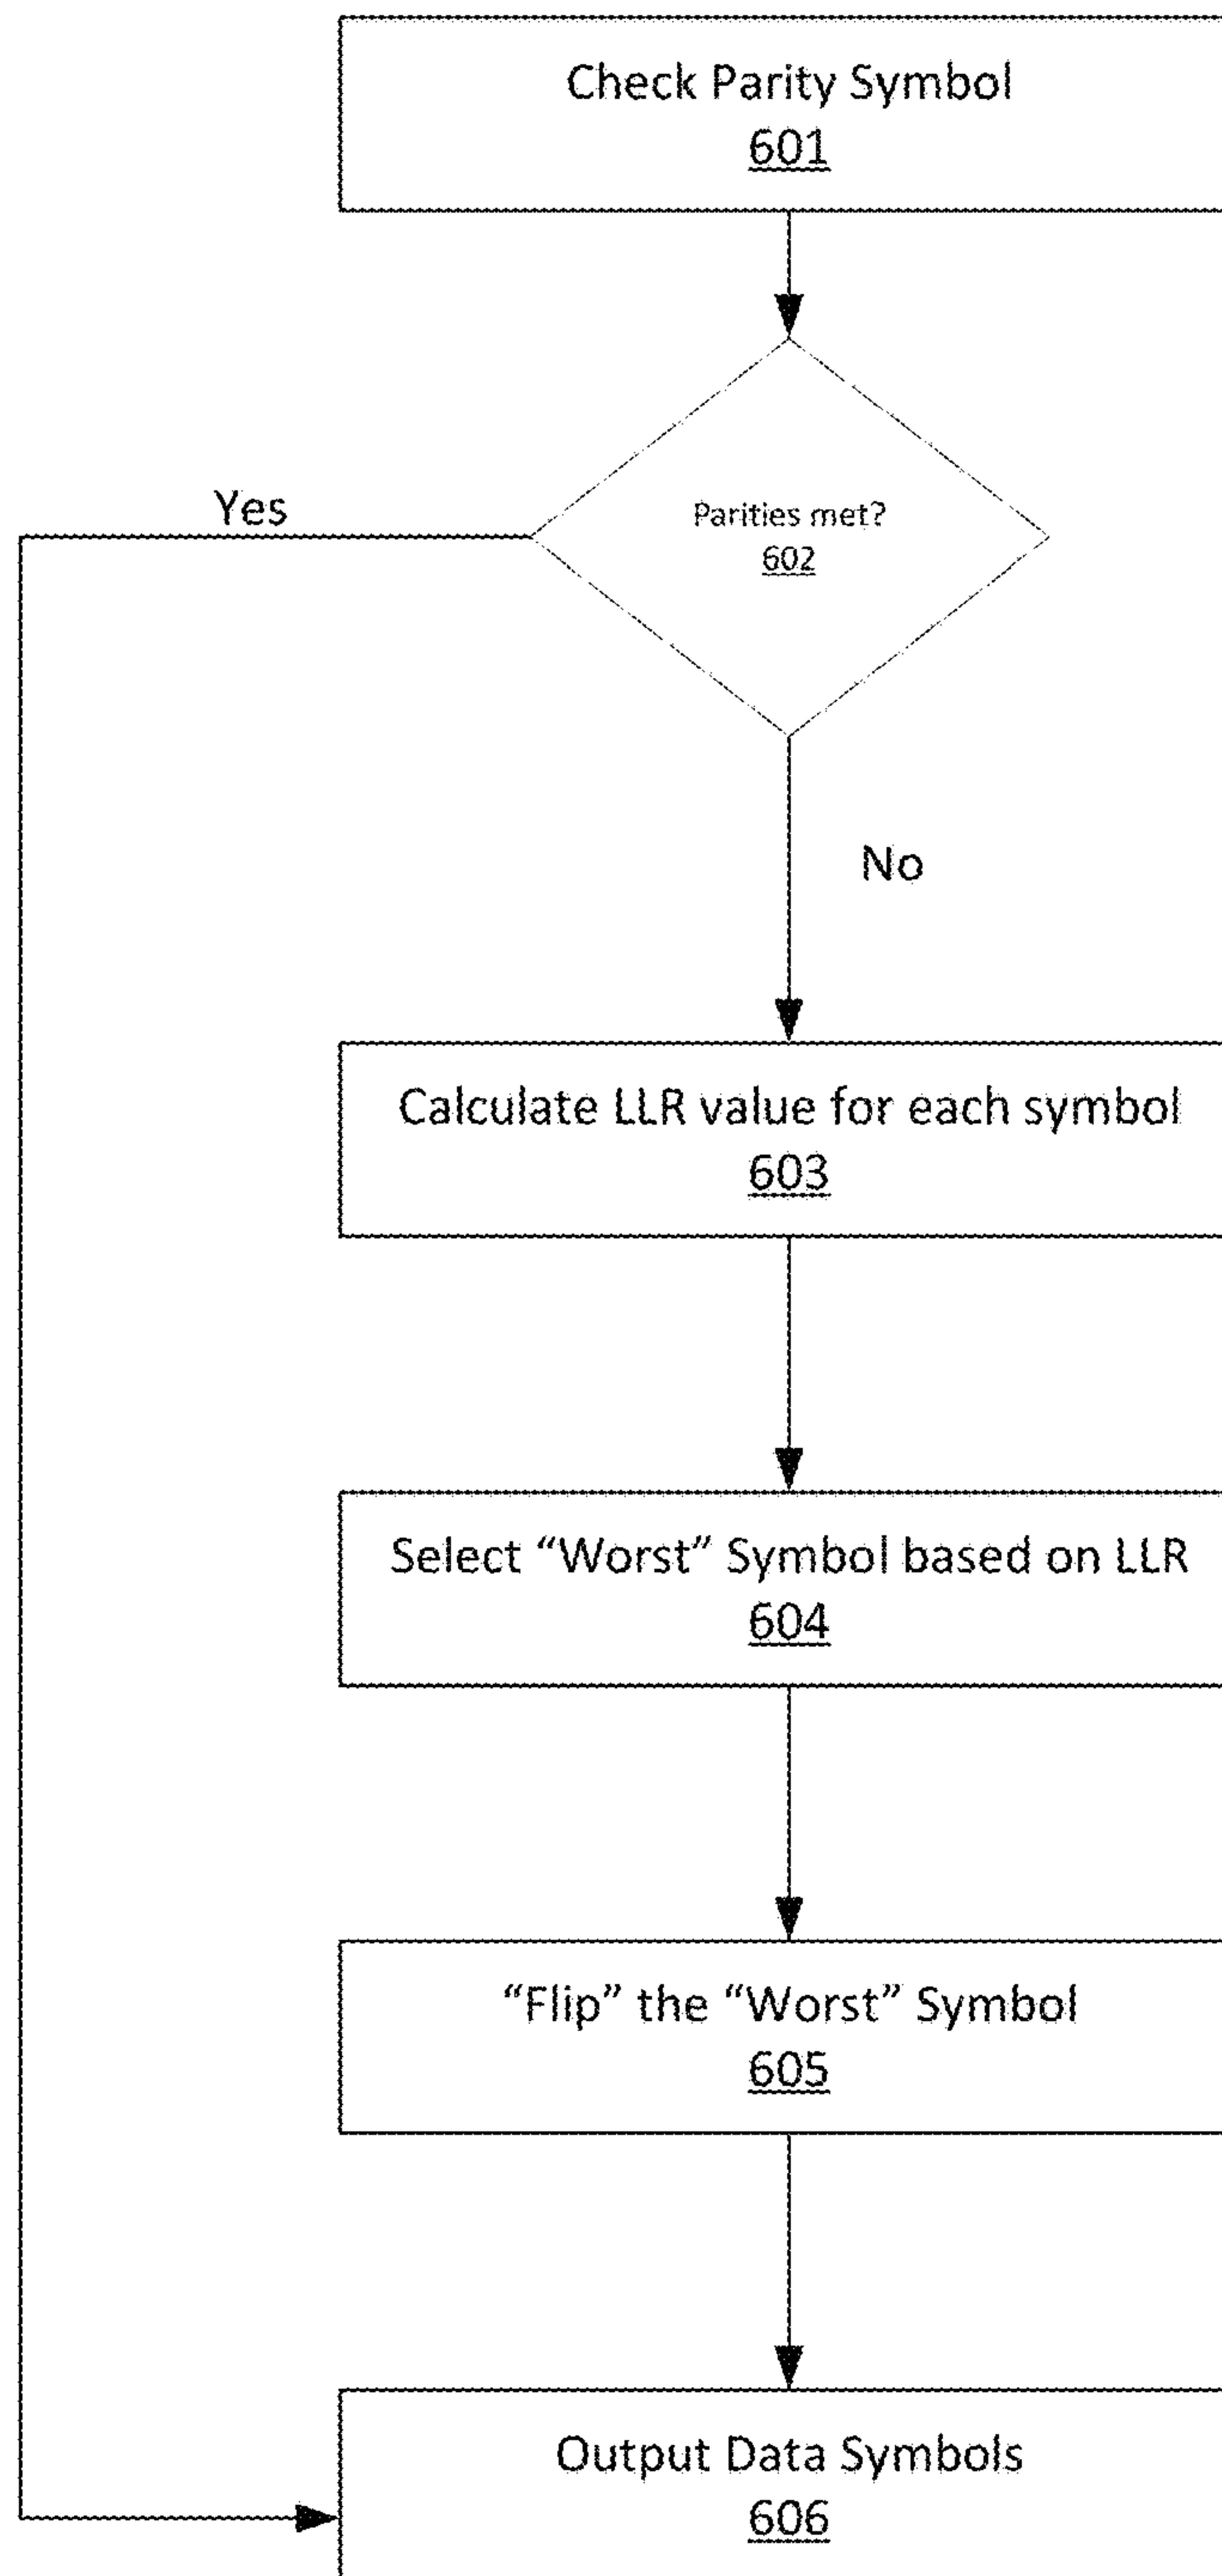 Check Parity Symbol
601
Parities met?
602
Yes
No
Calculate LLR value for each symbol
603
Select “Worst” Symbol based on LLR
604
“Flip” the “Worst” Symbol
605
Output Data Symbols
606